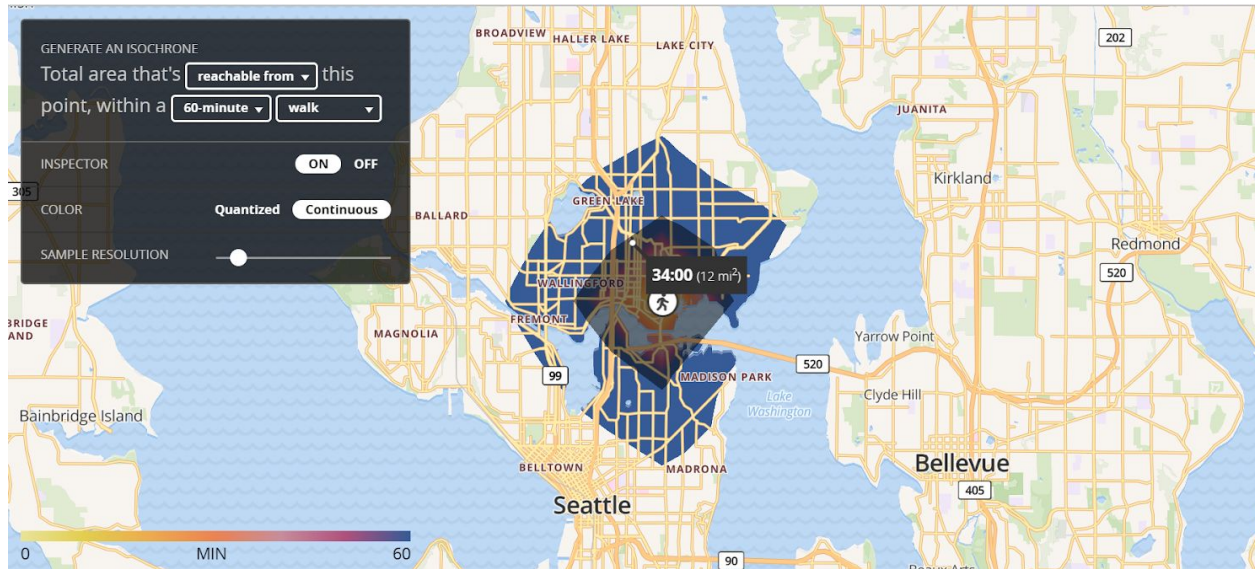 GENERATE AN ISOCHRONE
Total area that's reachable from this
point, within a 60-minute walk
INSPECTOR ON OFF
COLOR Quantized Continuous
SAMPLE RESOLUTION
0 MIN 60
BROADVIEW
HALLER LAKE
LAKE CITY
202
JUANITA
Kirkland
305
GREEN LAKE
BALLARD
Redmond
34:00 (12 mi²)
520
WALLINGFORD
BRIDGE
AND
FREMONT
MAGNOLIA
Yarrow Point
520
99
MADISON PARK
Clyde Hill
Lake
Washington
Bainbridge Island
BELLTOWN
MADRONA
Bellevue
405
Seattle
90